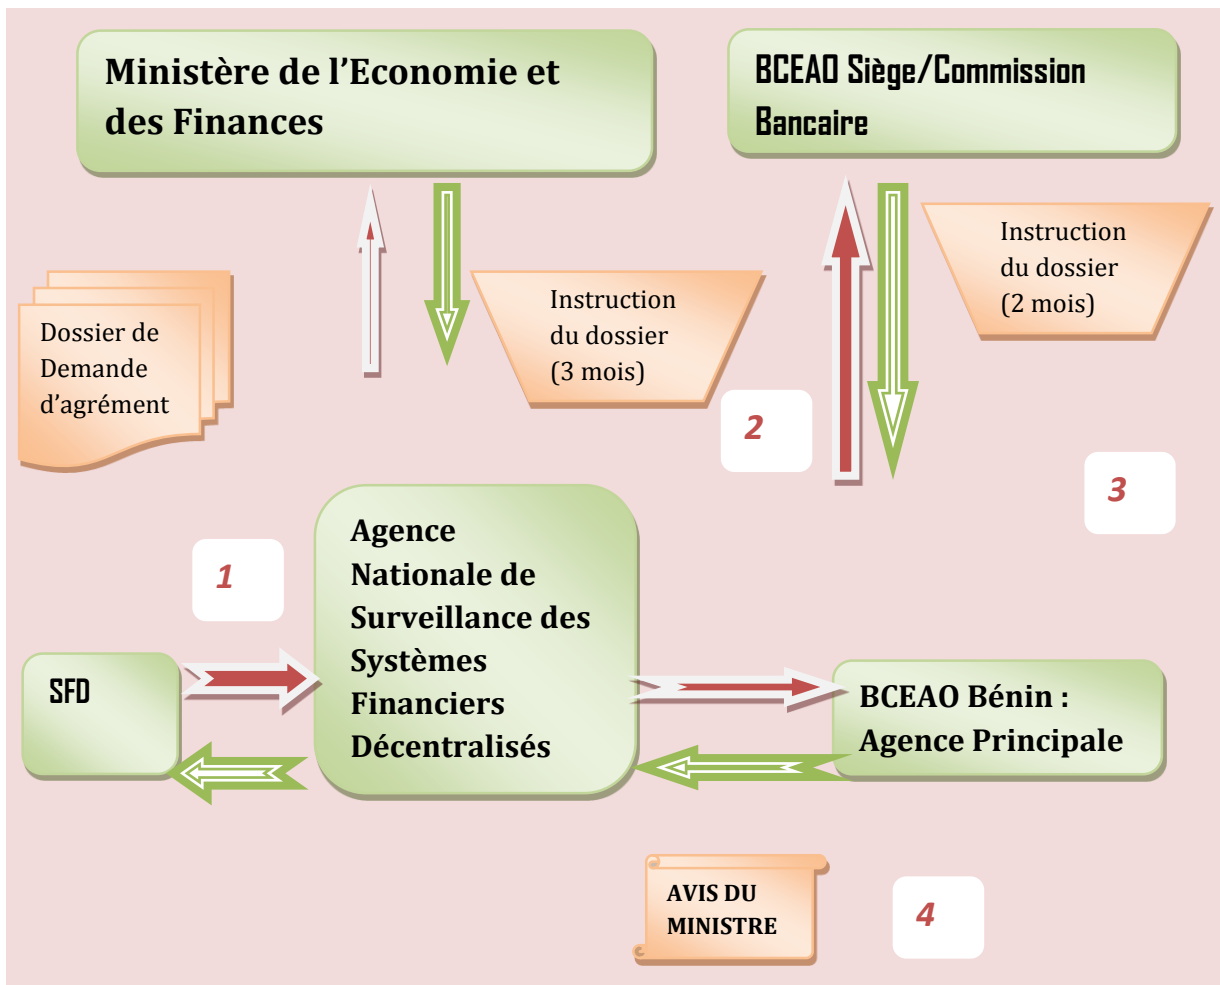 Ministère de l’Economie et
des Finances
BCEAO Siège/Commission
Bancaire
Instruction
du dossier
(2 mois)
Instruction
du dossier
(3 mois)
Dossier de
Demande
d’agrément
2
3
1
Agence
Nationale de
Surveillance des
Systèmes
Financiers
Décentralisés
SFD
BCEAO Bénin :
Agence Principale
AVIS DU
MINISTRE
4